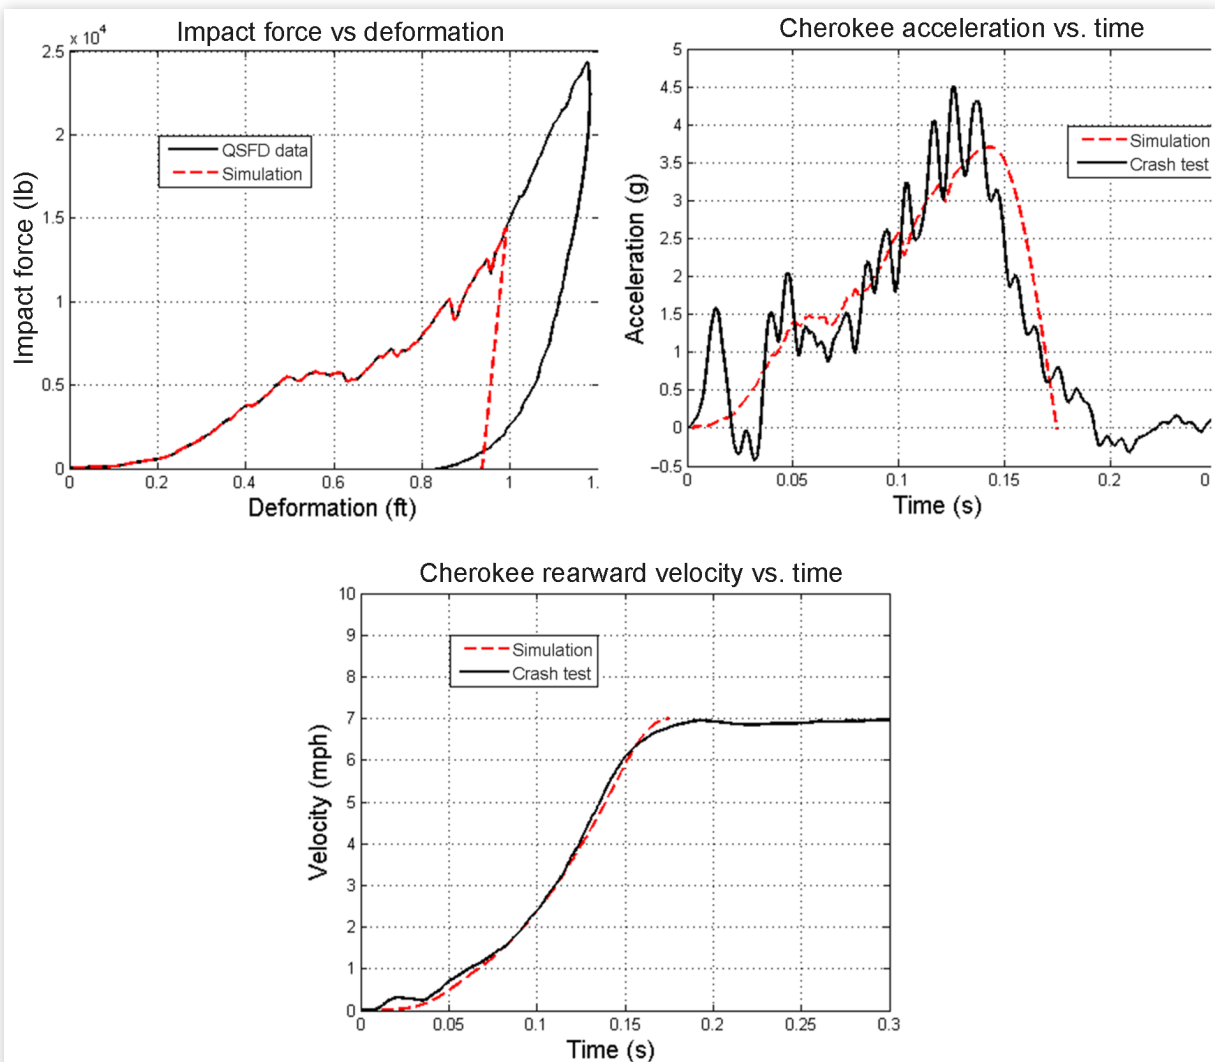 Impact force vs deformation
x 10^4
2.5
2
1.5
1
0.5
0
0 0.2 0.4 0.6 0.8 1 1.
Impact force (lb)
Deformation (ft)
QSFD data
Simulation
Cherokee acceleration vs. time
5
4.5
4
3.5
3
2.5
2
1.5
1
0.5
0
−0.5
0 0.05 0.1 0.15 0.2 0
Acceleration (g)
Time (s)
Simulation
Crash test
Cherokee rearward velocity vs. time
10
9
8
7
6
5
4
3
2
1
0
0 0.05 0.1 0.15 0.2 0.25 0.3
Velocity (mph)
Time (s)
Simulation
Crash test